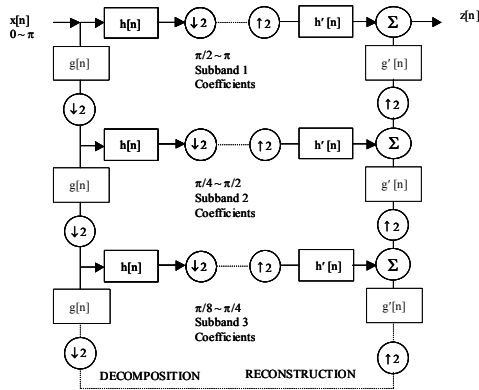 x[n]
0~π
h[n]
↓2
↑2
h'[n]
Σ
z[n]
g[n]
π/2~π
Subband 1
Coefficients
g'[n]
↓2
↑2
h[n]
↓2
↑2
h'[n]
Σ
g[n]
π/4~π/2
Subband 2
Coefficients
g'[n]
↓2
↑2
h[n]
↓2
↑2
h'[n]
Σ
g[n]
π/8~π/4
Subband 3
Coefficients
g'[n]
↓2
DECOMPOSITION
RECONSTRUCTION
↑2